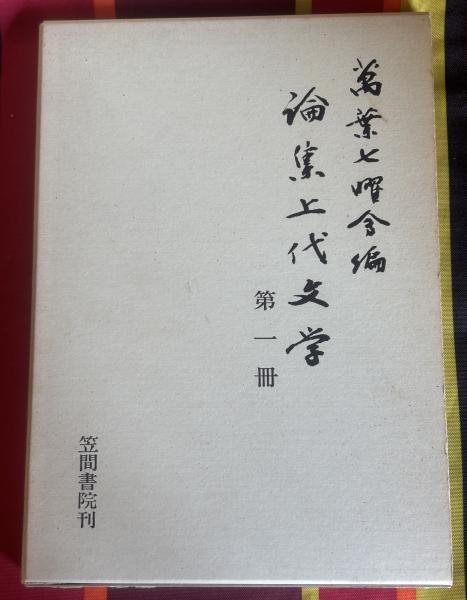 萬葉七曜会編
論集上代文学
第一冊
笠間書院刊